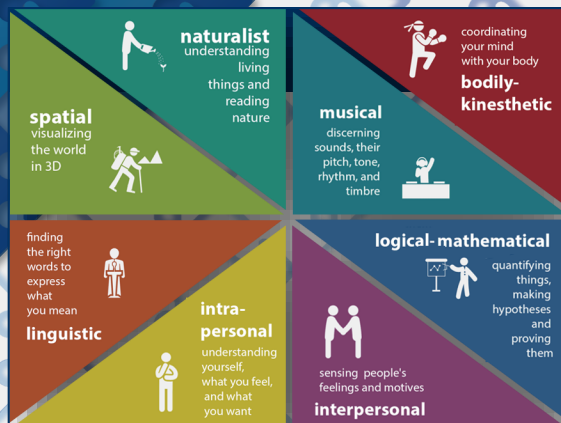 naturalist
understanding
living
things and
reading
nature
spatial
visualizing
the world
in 3D
coordinating
your mind
with your body
bodily-
kinesthetic
musical
discerning
sounds, their
pitch, tone,
rhythm, and
timbre
finding
the right
words to
express
what
you mean
linguistic
intra-
personal
understanding
yourself,
what you feel,
and what
you want
logical-mathematical
quantifying
things,
making
hypotheses
and
proving
them
sensing people's
feelings and motives
interpersonal